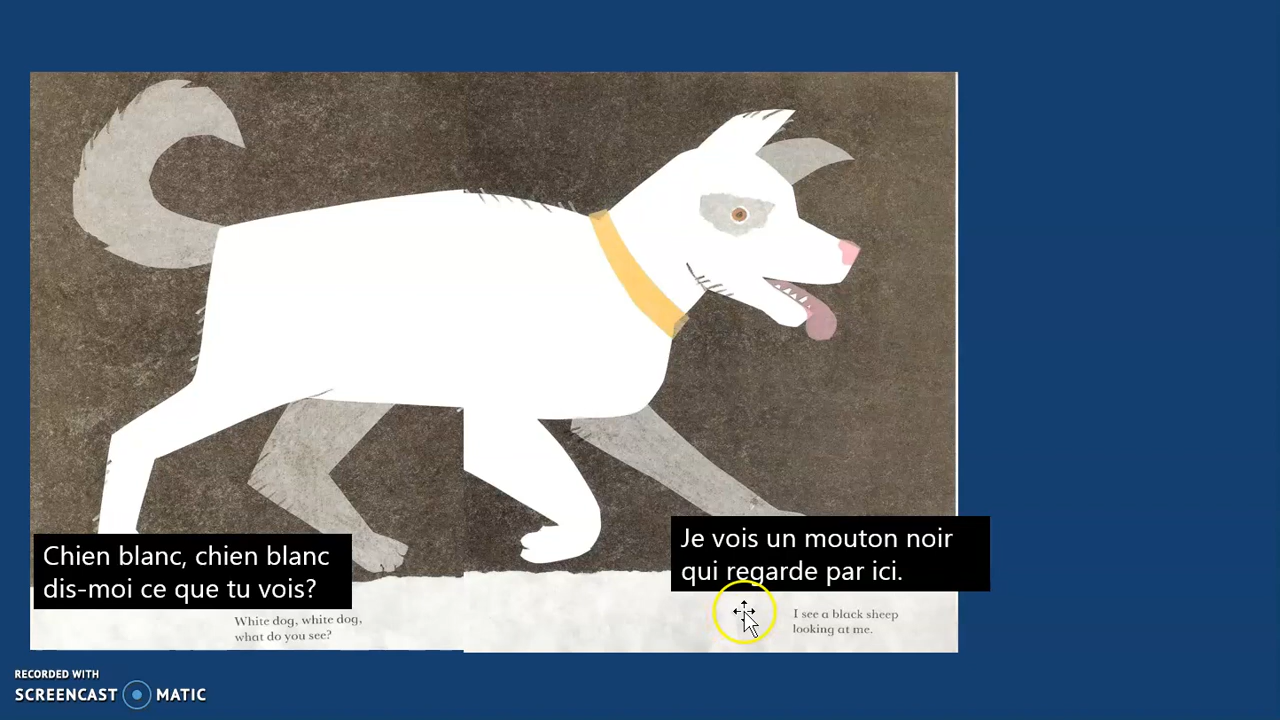 Chien blanc, chien blanc
dis-moi ce que tu vois?
White dog, white dog,
what do you see?
Je vois un mouton noir
qui regarde par ici.
I see a black sheep
looking at me.
RECORDED WITH
SCREENCAST MATIC